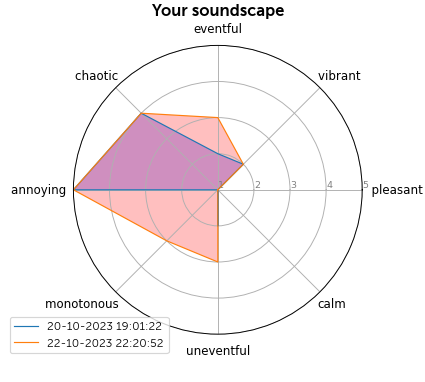 Your soundscape
eventful
chaotic
vibrant
annoying
1 2 3 4 5
pleasant
monotonous
calm
20-10-2023 19:01:22
22-10-2023 22:20:52
uneventful